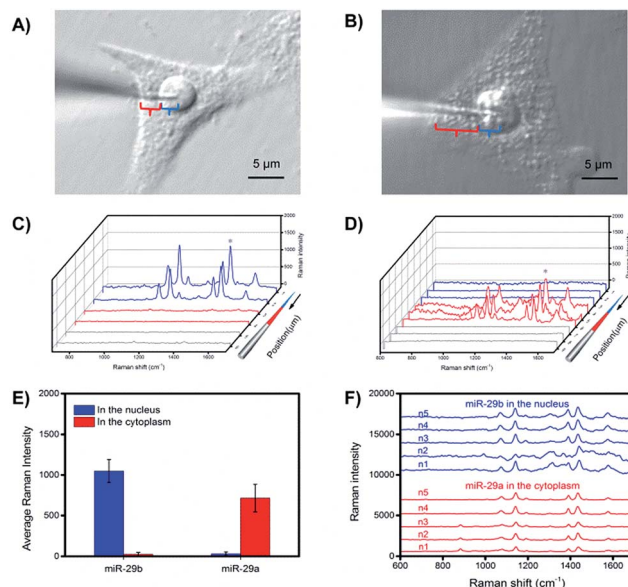 A)
5 μm
B)
5 μm
C)
2000
1500
1000
500
0
Raman intensity
*
800 1000 1200 1400 1600
Raman shift (cm⁻¹)
Position(μm)
D)
2000
1500
1000
500
0
Raman intensity
*
800 1000 1200 1400 1600
Raman shift (cm⁻¹)
Position(μm)
E)
In the nucleus
In the cytoplasm
2000
1500
1000
500
0
Average Raman Intensity
miR-29b miR-29a
F)
20000
15000
10000
5000
0
Raman intensity
miR-29b in the nucleus
n5
n4
n3
n2
n1
miR-29a in the cytoplasm
n5
n4
n3
n2
n1
600 800 1000 1200 1400 1600
Raman shift (cm⁻¹)